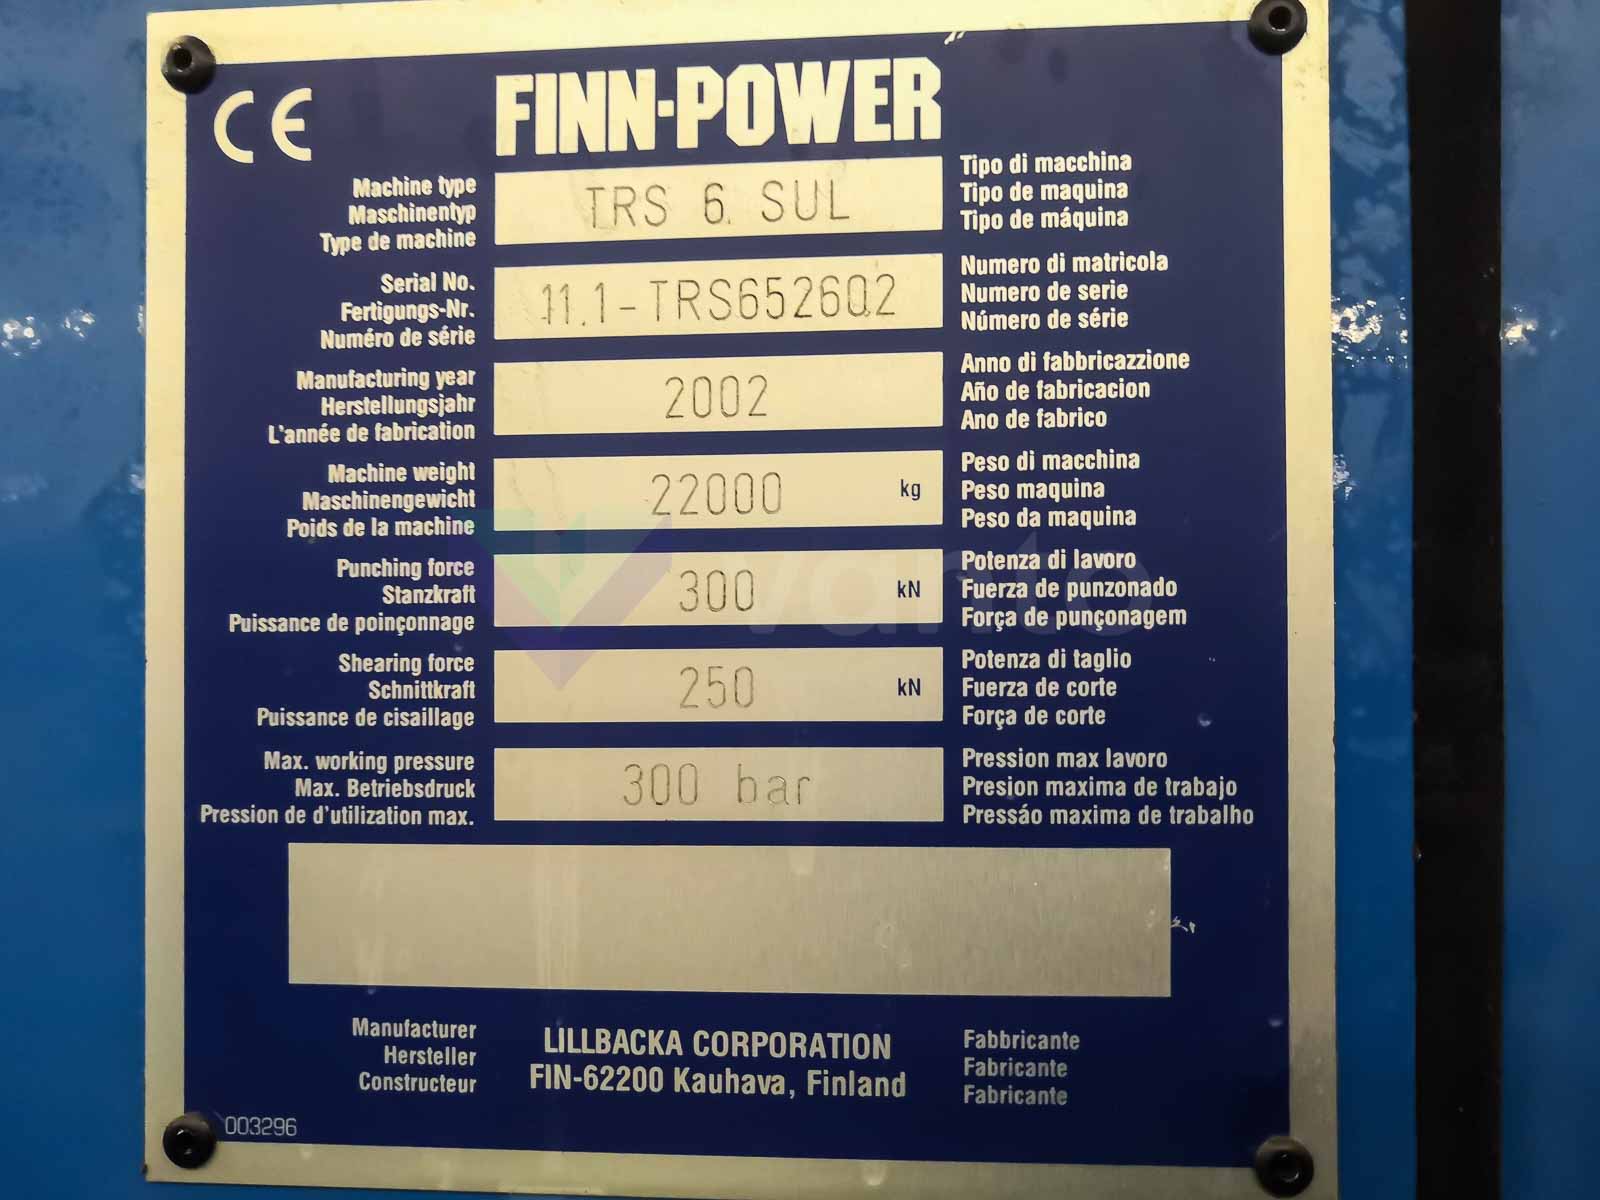 CE
FINN-POWER
Machine type
Maschinentyp
Type de machine
TRS 6. SUL
Tipo di macchina
Tipo de maquina
Tipo de máquina
Serial No.
Fertigungs-Nr.
Numéro de série
11.1-TRS652602
Numero di matricola
Numero de serie
Número de série
Manufacturing year
Herstellungsjahr
L'année de fabrication
2002
Anno di fabbricazzione
Año de fabricacion
Ano de fabrico
Machine weight
Maschinengewicht
Poids de la machine
22000 kg
Peso di macchina
Peso maquina
Peso da maquina
Punching force
Stanzkraft
Puissance de poinçonnage
300 kN
Potenza di lavoro
Fuerza de punzonado
Força de punçonagem
Shearing force
Schnittkraft
Puissance de cisaillage
250 kN
Potenza di taglio
Fuerza de corte
Força de corte
Max. working pressure
Max. Betriebsdruck
Pression de d'utilization max.
300 bar
Pression max lavoro
Presion maxima de trabajo
Pressáo maxima de trabalho
vanto
Manufacturer
Hersteller
Constructeur
LILLBACKA CORPORATION
FIN-62200 Kauhava, Finland
Fabbricante
Fabricante
Fabricante
003296